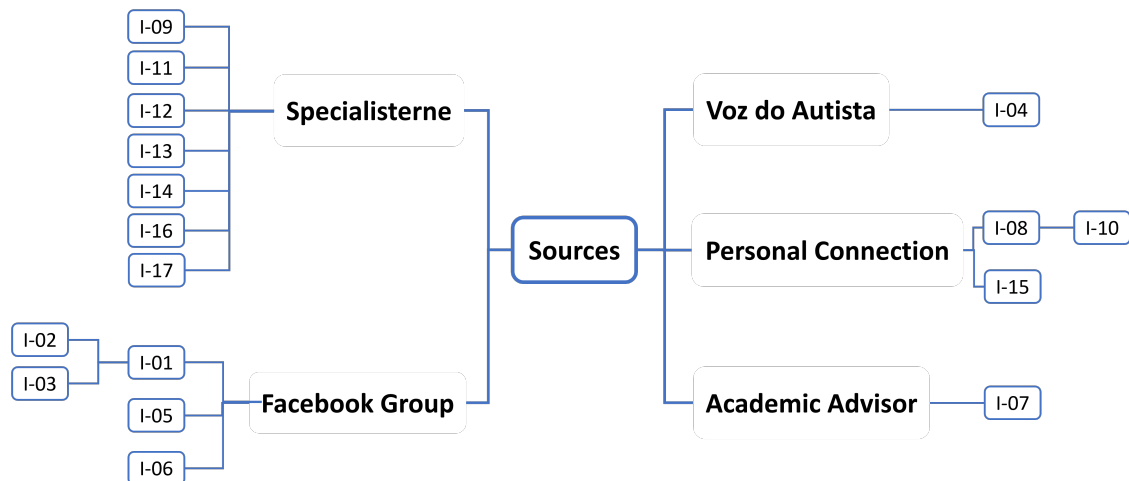 I-09
I-11
I-12
I-13
I-14
I-16
I-17
Specialisterne
I-02
I-03
I-01
I-05
I-06
Facebook Group
Sources
Voz do Autista
I-04
Personal Connection
I-08
I-10
I-15
Academic Advisor
I-07